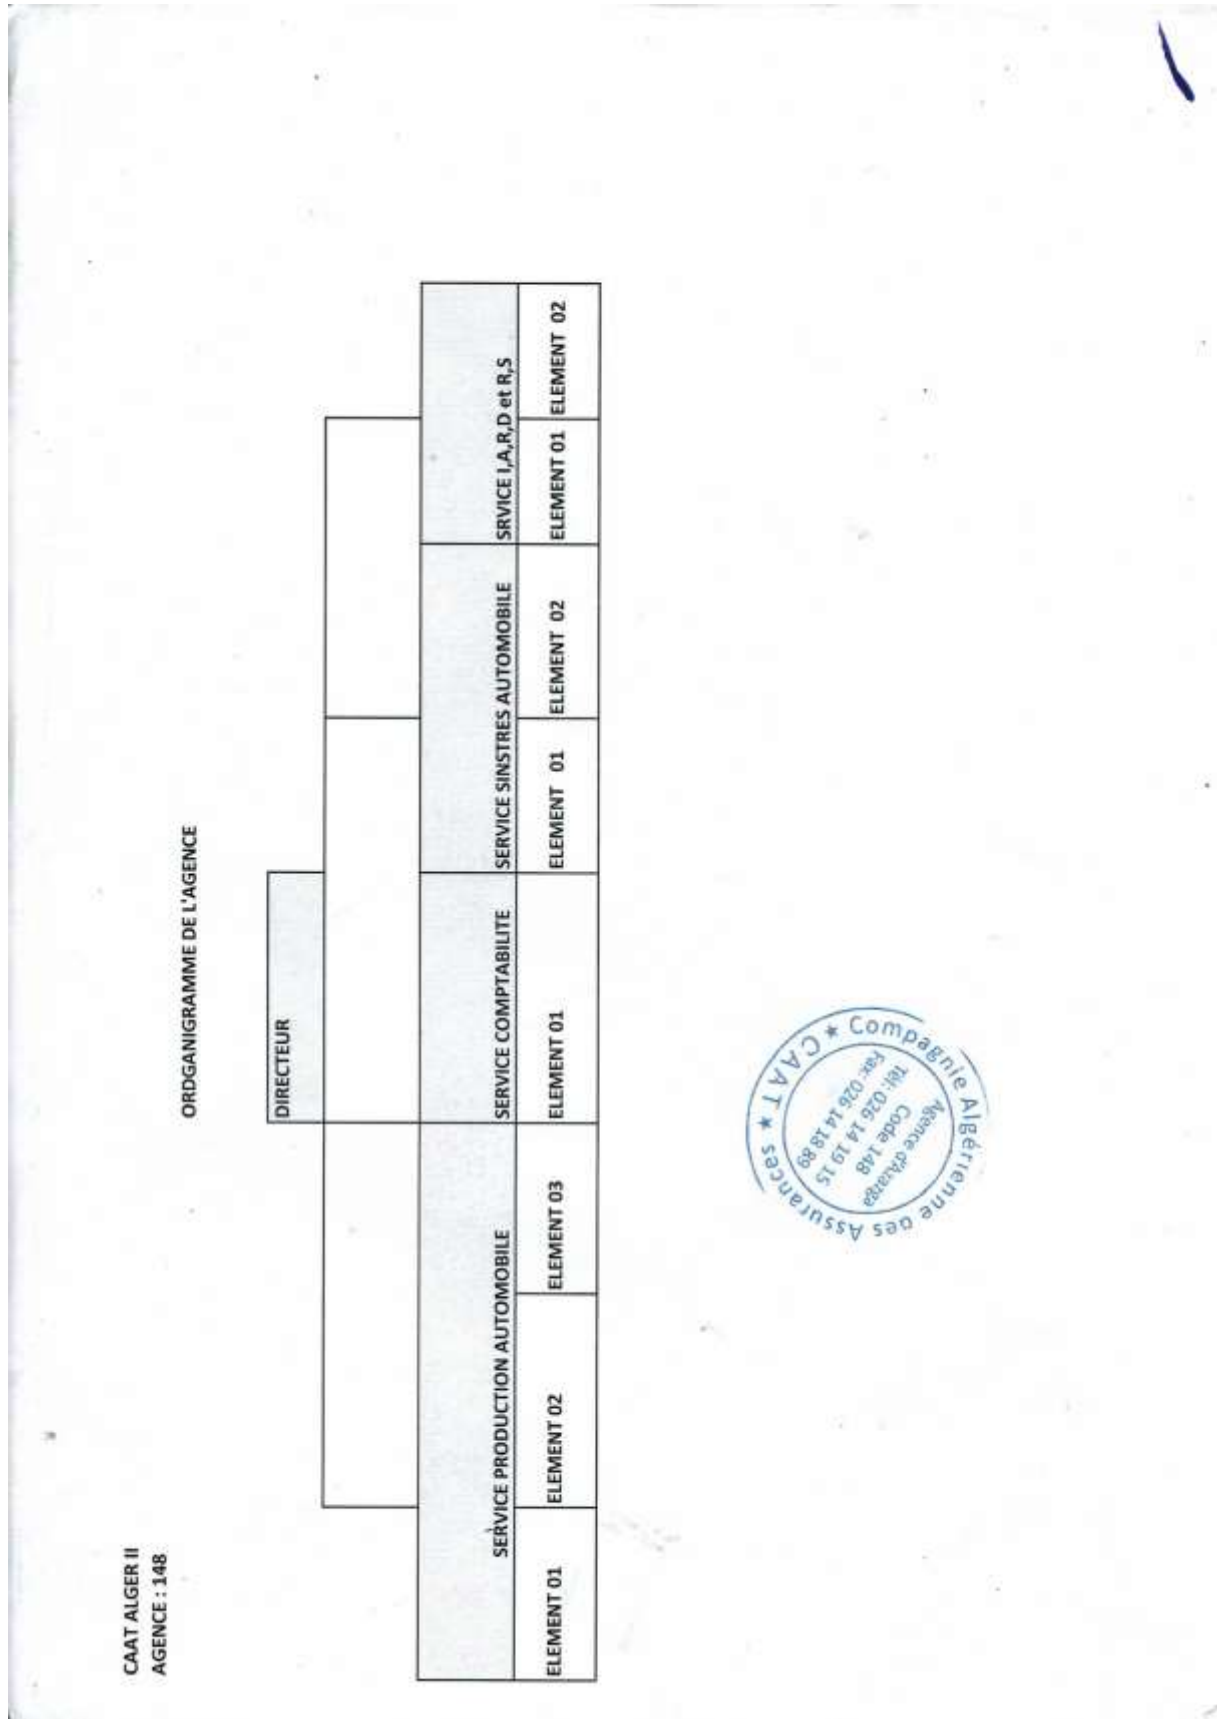 CAAT ALGER II
AGENCE : 148
ORDGANIGRAMME DE L'AGENCE
DIRECTEUR
SERVICE PRODUCTION AUTOMOBILE SERVICE COMPTABILITE SERVICE SINSTRES AUTOMOBILE SRVICE I,A,R,D et R,S
ELEMENT 01 ELEMENT 02 ELEMENT 03 ELEMENT 01 ELEMENT 01 ELEMENT 02 ELEMENT 01 ELEMENT 02
★ CAAT ★ Compagnie Algérienne des Assurances
Agence d'Azazga
Code 148
Tél: 026 14 19 15
Fax: 026 14 18 89